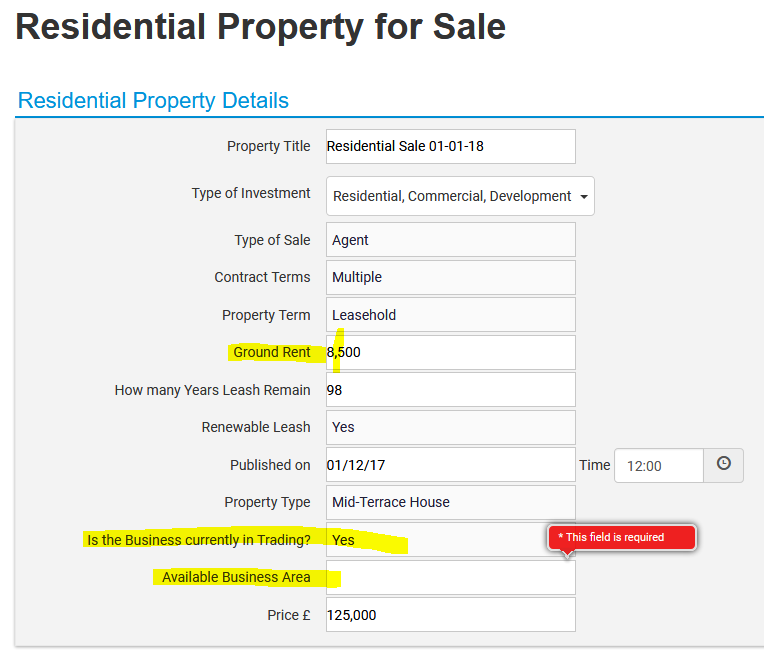 Residential Property for Sale
Residential Property Details
Property Title Residential Sale 01-01-18
Type of Investment Residential, Commercial, Development
Type of Sale Agent
Contract Terms Multiple
Property Term Leasehold
Ground Rent 8,500
How many Years Leash Remain 98
Renewable Leash Yes
Published on 01/12/17 Time 12:00
Property Type Mid-Terrace House
Is the Business currently in Trading? Yes * This field is required
Available Business Area
Price £ 125,000